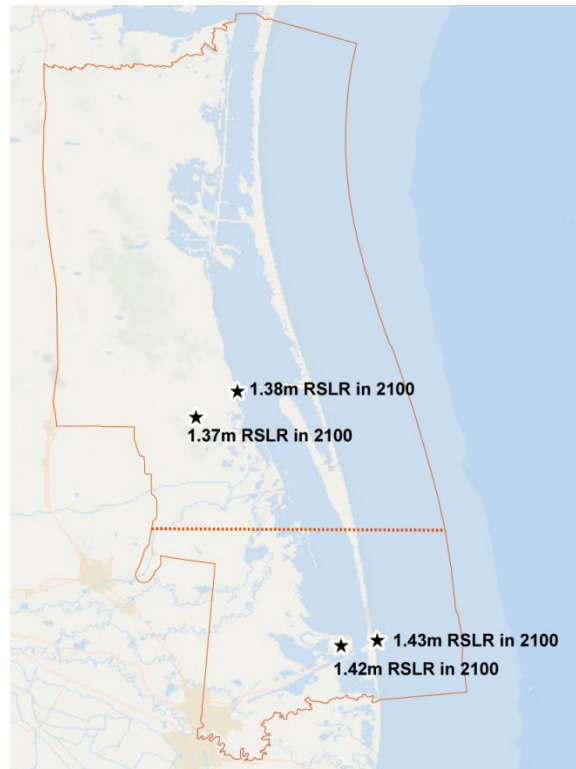 1.38m RSLR in 2100
1.37m RSLR in 2100
1.43m RSLR in 2100
1.42m RSLR in 2100